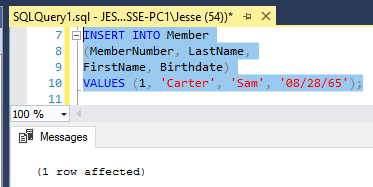 SQLQuery1.sql - JES...SSE-PC1\Jesse (54))*
7 INSERT INTO Member
8 (MemberNumber, LastName,
9 FirstName, Birthdate)
10 VALUES (1, 'Carter', 'Sam', '08/28/65');
11
100 %
Messages
(1 row affected)